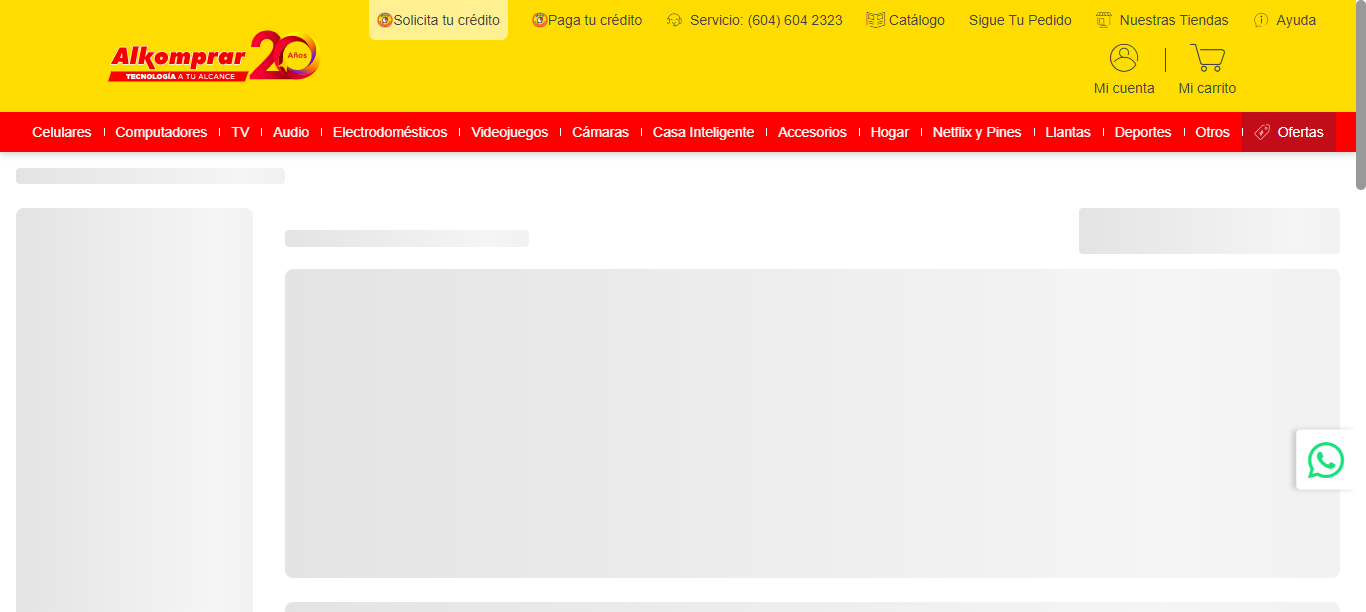 Solicita tu crédito
Paga tu crédito
Servicio: (604) 604 2323
Catálogo
Sigue Tu Pedido
Nuestras Tiendas
Ayuda
Alkomprar 20 Años
TECNOLOGÍA A TU ALCANCE
Mi cuenta
Mi carrito
Celulares
Computadores
TV
Audio
Electrodomésticos
Videojuegos
Cámaras
Casa Inteligente
Accesorios
Hogar
Netflix y Pines
Llantas
Deportes
Otros
Ofertas